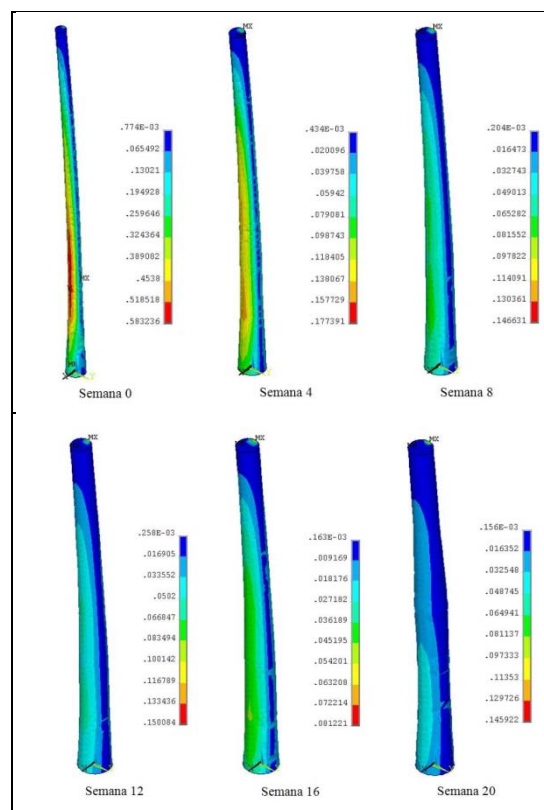 MX
.774E-03
.065492
.13021
.194928
.259646
.324364
.389082
.4538
.518518
.583236
MX
Semana 0
MX
.434E-03
.020096
.039758
.05942
.079081
.098743
.118405
.138067
.157729
.177391
Semana 4
MX
.204E-03
.016473
.032743
.049013
.065282
.081552
.097822
.114091
.130361
.146631
Semana 8
MX
.258E-03
.016905
.033552
.0502
.066847
.083494
.100142
.116789
.133436
.150084
Semana 12
MX
.163E-03
.009169
.018176
.027182
.036189
.045195
.054201
.063208
.072214
.081221
Semana 16
MX
.156E-03
.016352
.032548
.048745
.064941
.081137
.097333
.11353
.129726
.145922
Semana 20